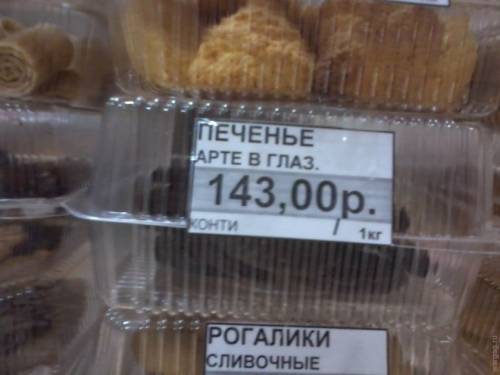 ПЕЧЕНЬЕ
АРТЕ В ГЛАЗ.
143,00р.
КОНТИ / 1кг
РОГАЛИКИ
СЛИВОЧНЫЕ